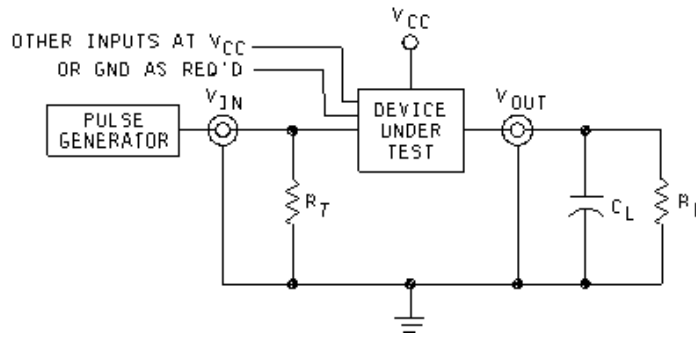 V_CC
OTHER INPUTS AT V_CC
OR GND AS REQ'D
V_IN
V_OUT
PULSE
GENERATOR
DEVICE
UNDER
TEST
R_T
C_L